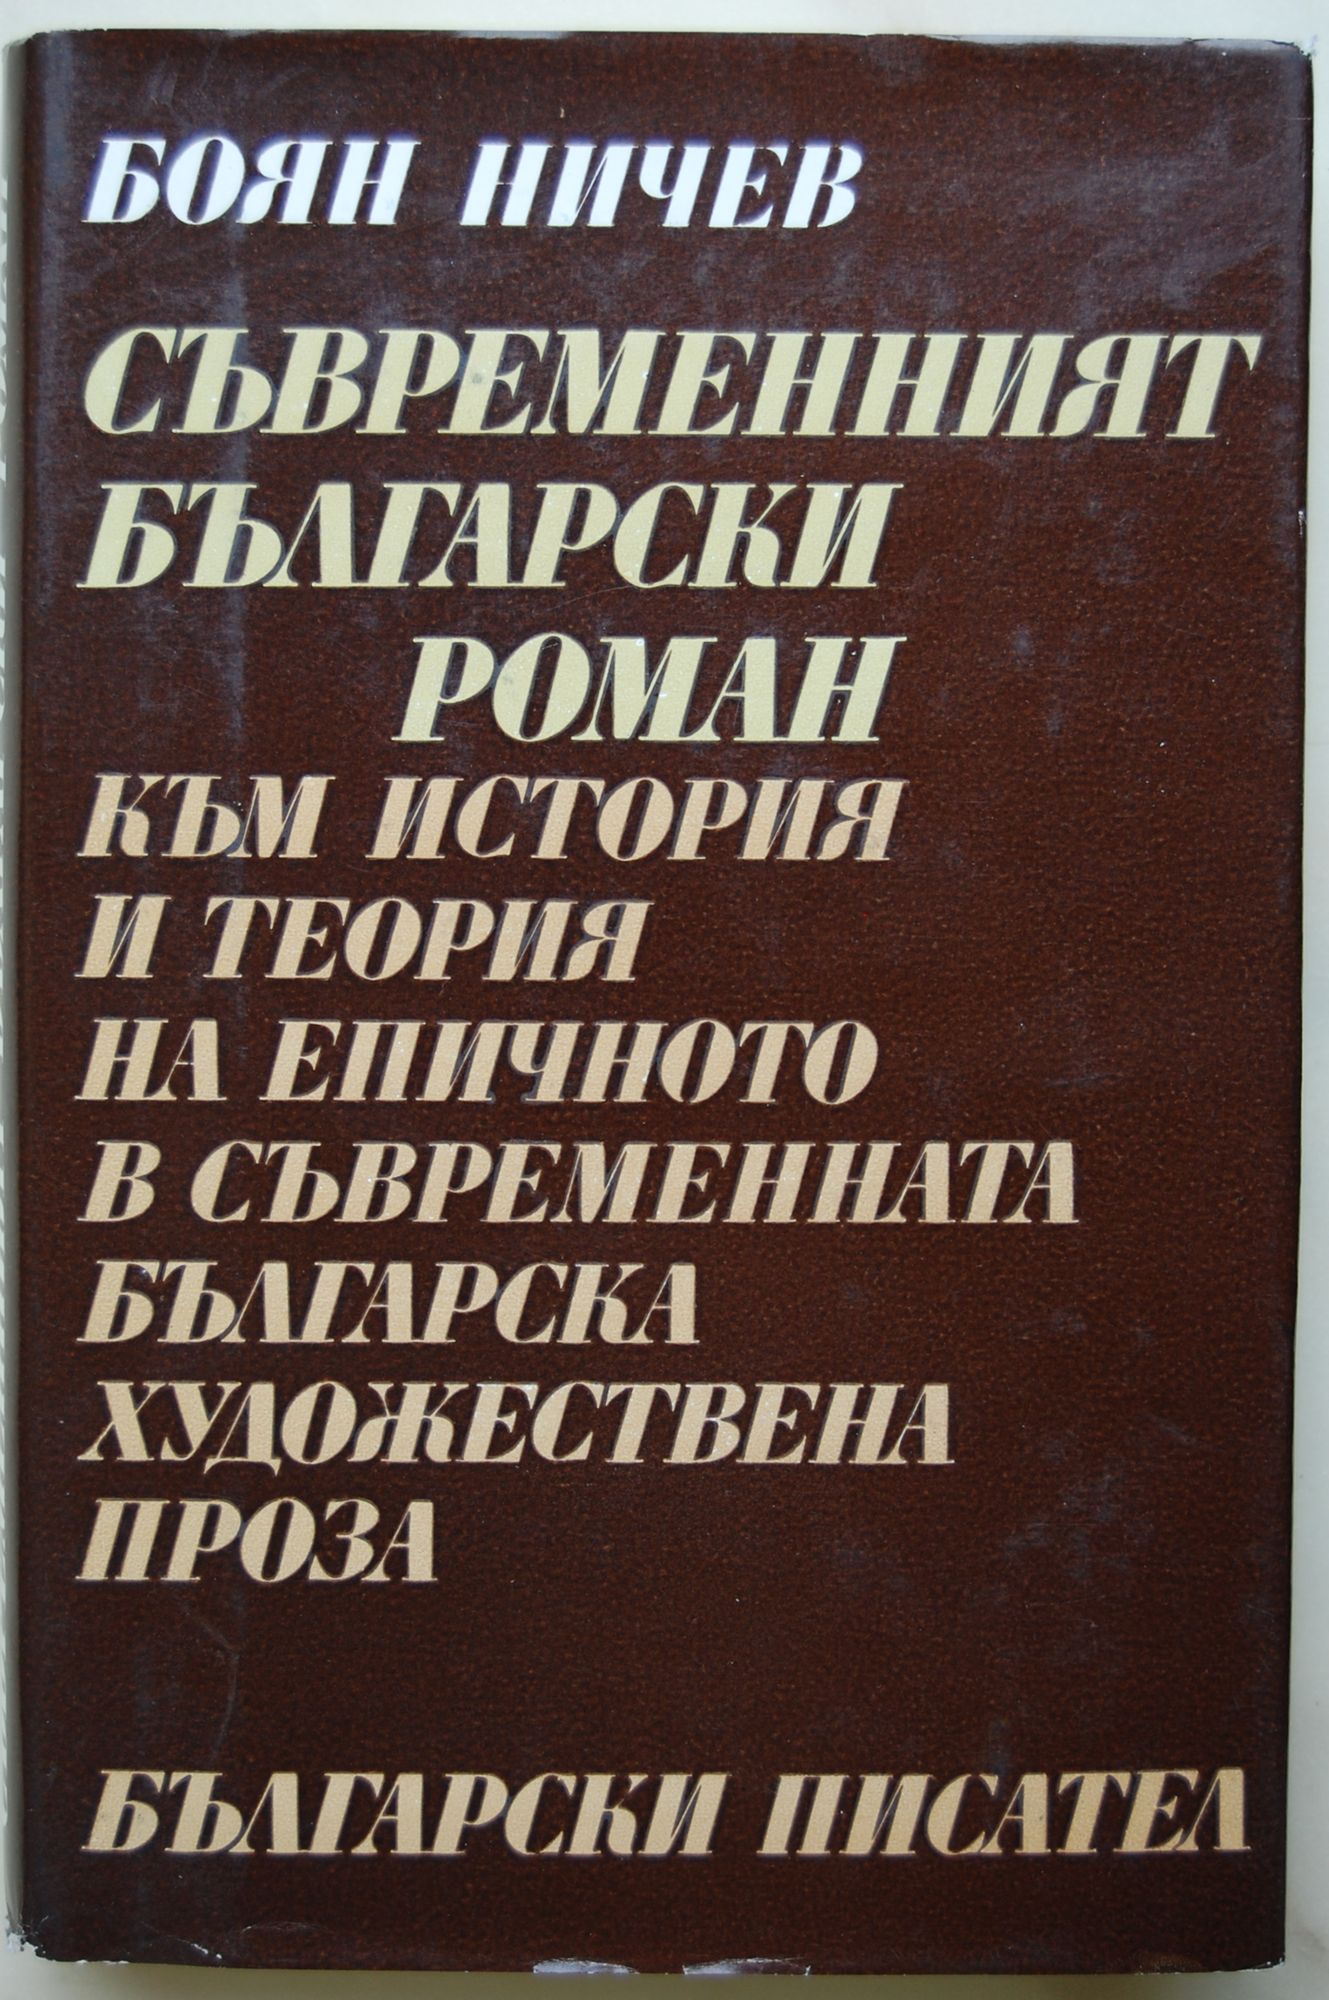 БОЯН НИЧЕВ
СЪВРЕМЕННИЯТ
БЪЛГАРСКИ
РОМАН
КЪМ ИСТОРИЯ
И ТЕОРИЯ
НА ЕПИЧНОТО
В СЪВРЕМЕННАТА
БЪЛГАРСКА
ХУДОЖЕСТВЕНА
ПРОЗА
БЪЛГАРСКИ ПИСАТЕЛ